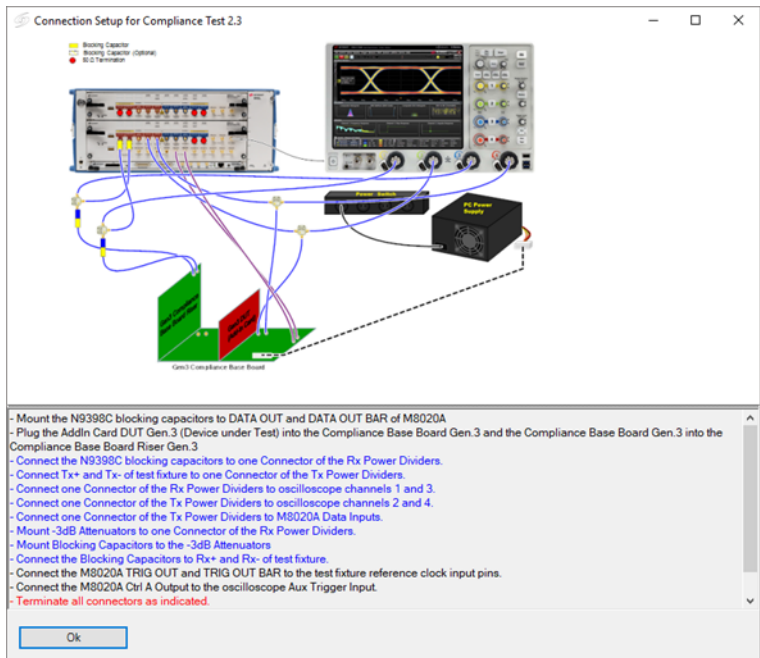 Connection Setup for Compliance Test 2.3
Blocking Capacitor
Blocking Capacitor (Optional)
50 Ω Termination
Power Switch
PC Power
Supply
Gen3 Compliance
Base Board Riser
Gen3 Compliance Base Board
- Mount the N9398C blocking capacitors to DATA OUT and DATA OUT BAR of M8020A
- Plug the AddIn Card DUT Gen.3 (Device under Test) into the Compliance Base Board Gen.3 and the Compliance Base Board Gen.3 into the
Compliance Base Board Riser Gen.3
- Connect the N9398C blocking capacitors to one Connector of the Rx Power Dividers.
- Connect Tx+ and Tx- of test fixture to one Connector of the Tx Power Dividers.
- Connect one Connector of the Rx Power Dividers to oscilloscope channels 1 and 3.
- Connect one Connector of the Tx Power Dividers to oscilloscope channels 2 and 4.
- Connect one Connector of the Tx Power Dividers to M8020A Data Inputs.
- Mount -3dB Attenuators to one Connector of the Rx Power Dividers.
- Mount Blocking Capacitors to the -3dB Attenuators
- Connect the Blocking Capacitors to Rx+ and Rx- of test fixture.
- Connect the M8020A TRIG OUT and TRIG OUT BAR to the test fixture reference clock input pins.
- Connect the M8020A Ctrl A Output to the oscilloscope Aux Trigger Input.
- Terminate all connectors as indicated.
Ok